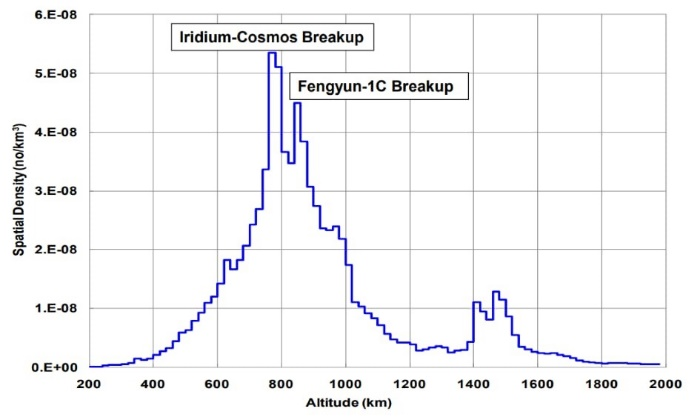 6.E-08
Iridium-Cosmos Breakup
5.E-08
Fengyun-1C Breakup
4.E-08
3.E-08
2.E-08
1.E-08
0.E+00
Spatial Density (no/km³)
200 400 600 800 1000 1200 1400 1600 1800 2000
Altitude (km)